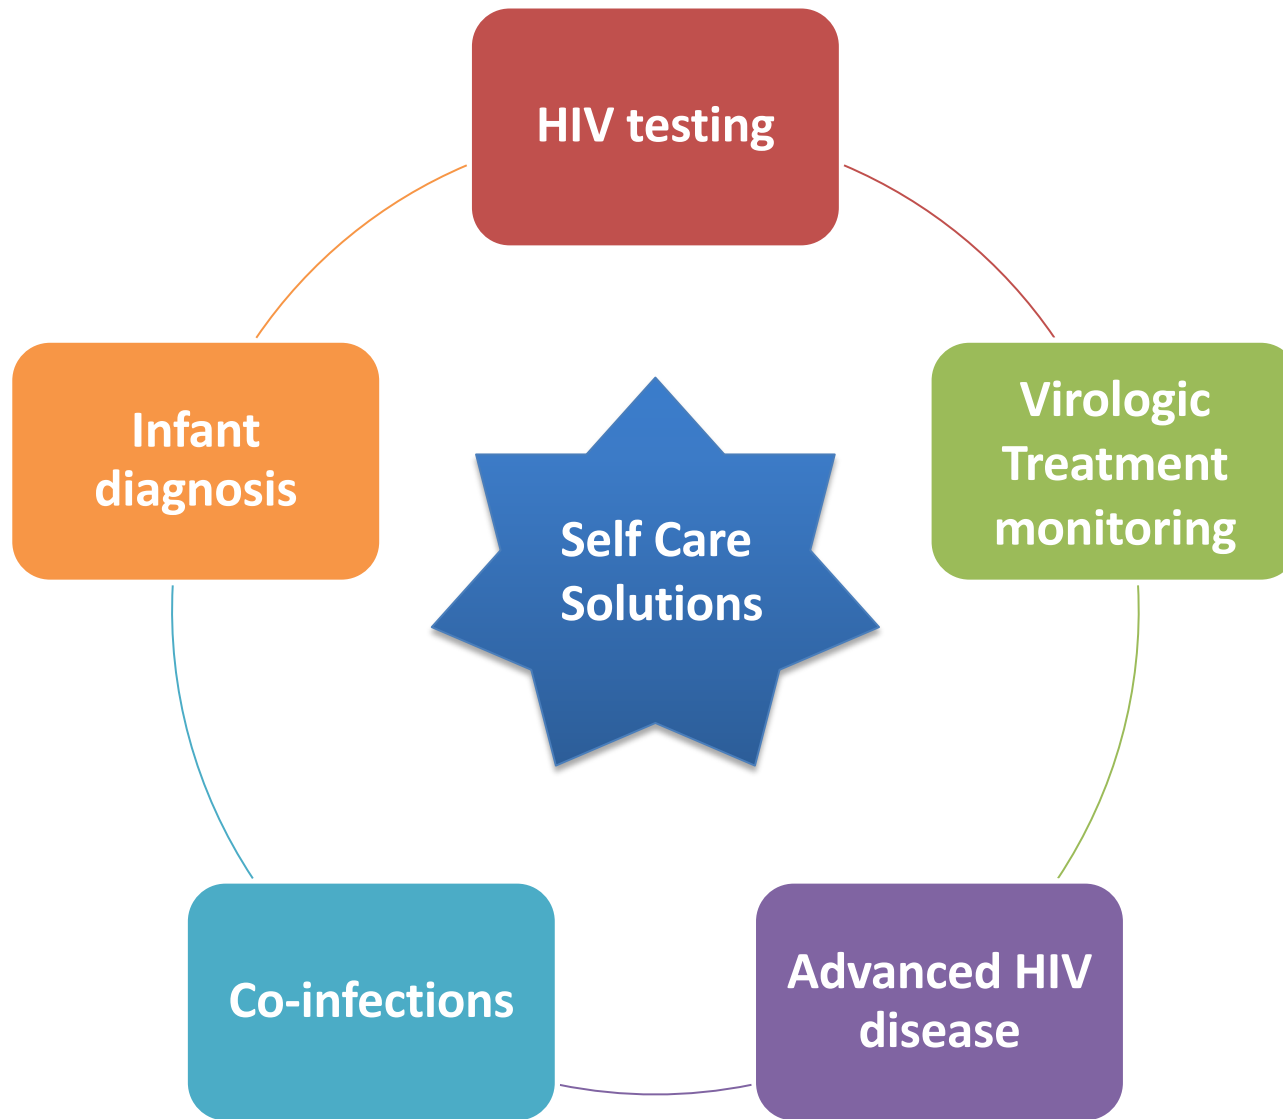 HIV testing
Virologic
Treatment
monitoring
Advanced HIV
disease
Co-infections
Infant
diagnosis
Self Care
Solutions